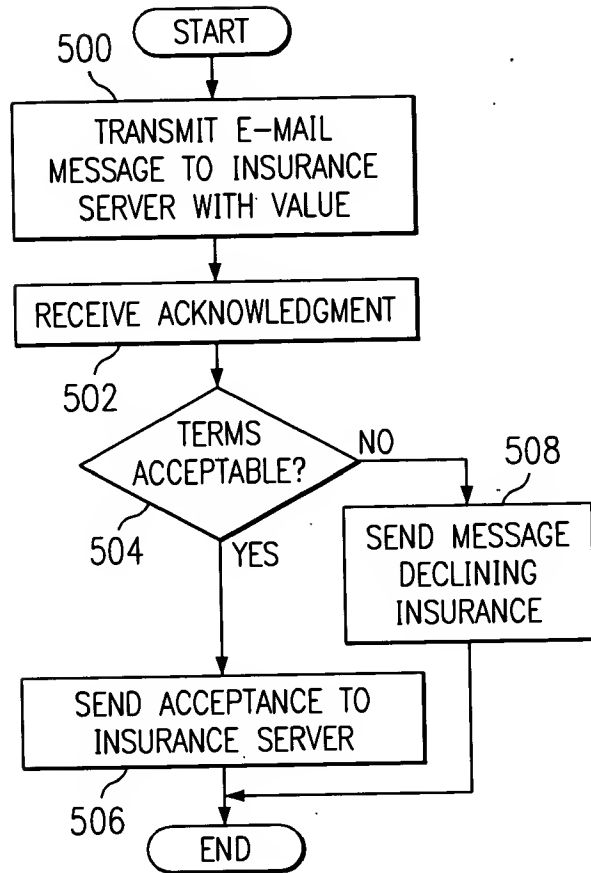 START
500
TRANSMIT E-MAIL
MESSAGE TO INSURANCE
SERVER WITH VALUE
RECEIVE ACKNOWLEDGMENT
502
TERMS
ACCEPTABLE?
NO
504
YES
508
SEND MESSAGE
DECLINING
INSURANCE
SEND ACCEPTANCE TO
INSURANCE SERVER
506
END